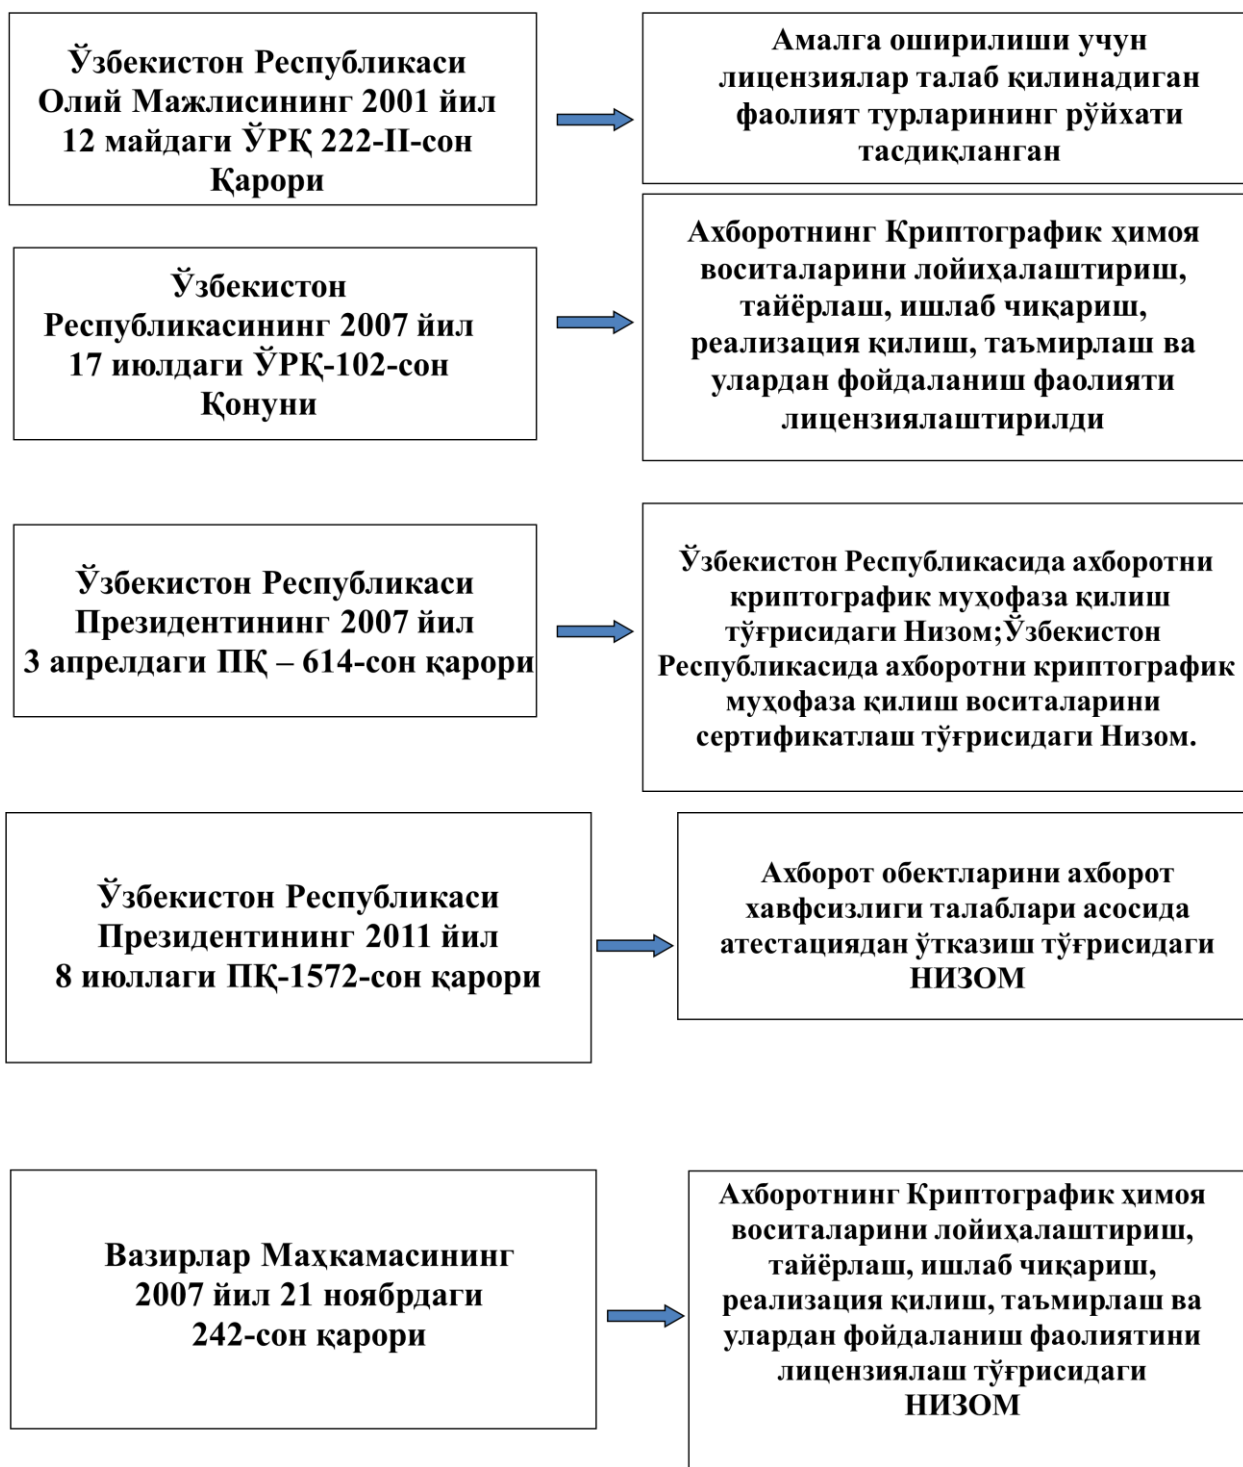 Ўзбекистон Республикаси
Олий Мажлисининг 2001 йил
12 майдаги ЎРҚ 222-II-сон
Қарори
Амалга оширилиши учун
лицензиялар талаб қилинадиган
фаолият турларининг рўйхати
тасдиқланган
Ўзбекистон
Республикасининг 2007 йил
17 июлдаги ЎРҚ-102-сон
Қонуни
Ахборотнинг Криптографик ҳимоя
воситаларини лойиҳалаштириш,
тайёрлаш, ишлаб чиқариш,
реализация қилиш, таъмирлаш ва
улардан фойдаланиш фаолияти
лицензиялаштирилди
Ўзбекистон Республикаси
Президентининг 2007 йил
3 апрелдаги ПҚ – 614-сон қарори
Ўзбекистон Республикасида ахборотни
криптографик муҳофаза қилиш
тўғрисидаги Низом;Ўзбекистон
Республикасида ахборотни криптографик
муҳофаза қилиш воситаларини
сертификатлаш тўғрисидаги Низом.
Ўзбекистон Республикаси
Президентининг 2011 йил
8 июллаги ПҚ-1572-сон қарори
Ахборот обектларини ахборот
хавфсизлиги талаблари асосида
атестациядан ўтказиш тўғрисидаги
НИЗОМ
Вазирлар Маҳкамасининг
2007 йил 21 ноябрдаги
242-сон қарори
Ахборотнинг Криптографик ҳимоя
воситаларини лойиҳалаштириш,
тайёрлаш, ишлаб чиқариш,
реализация қилиш, таъмирлаш ва
улардан фойдаланиш фаолиятини
лицензиялаш тўғрисидаги
НИЗОМ